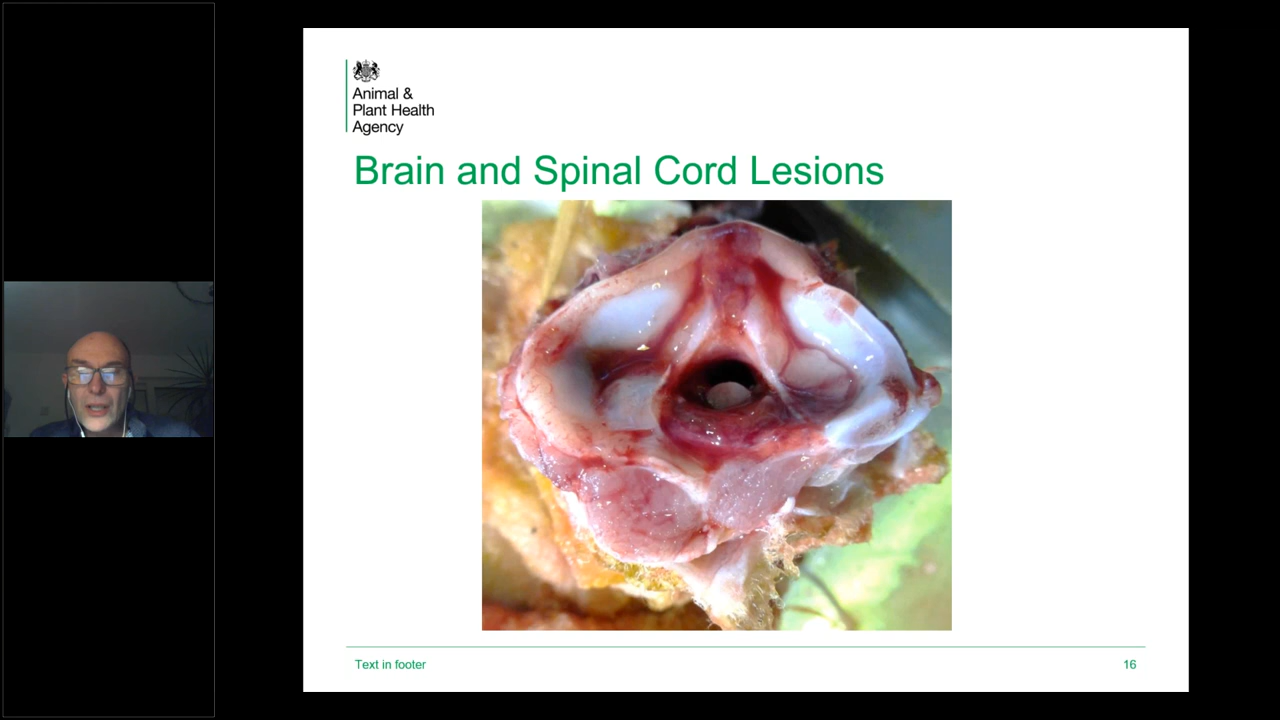 Animal &
Plant Health
Agency
Brain and Spinal Cord Lesions
Text in footer
16